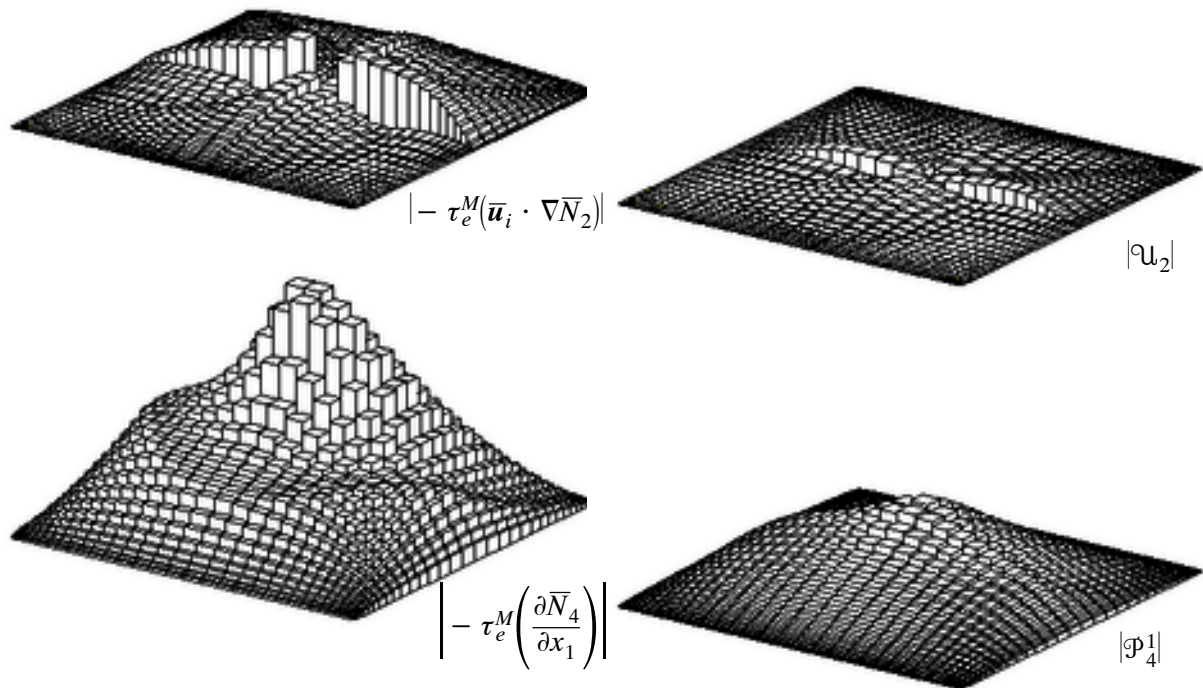 |− τ_e^M(ū_i · ∇N̄_2)|
|𝒰_2|
|− τ_e^M(∂N̄_4/∂x_1)|
|𝒫_4^1|